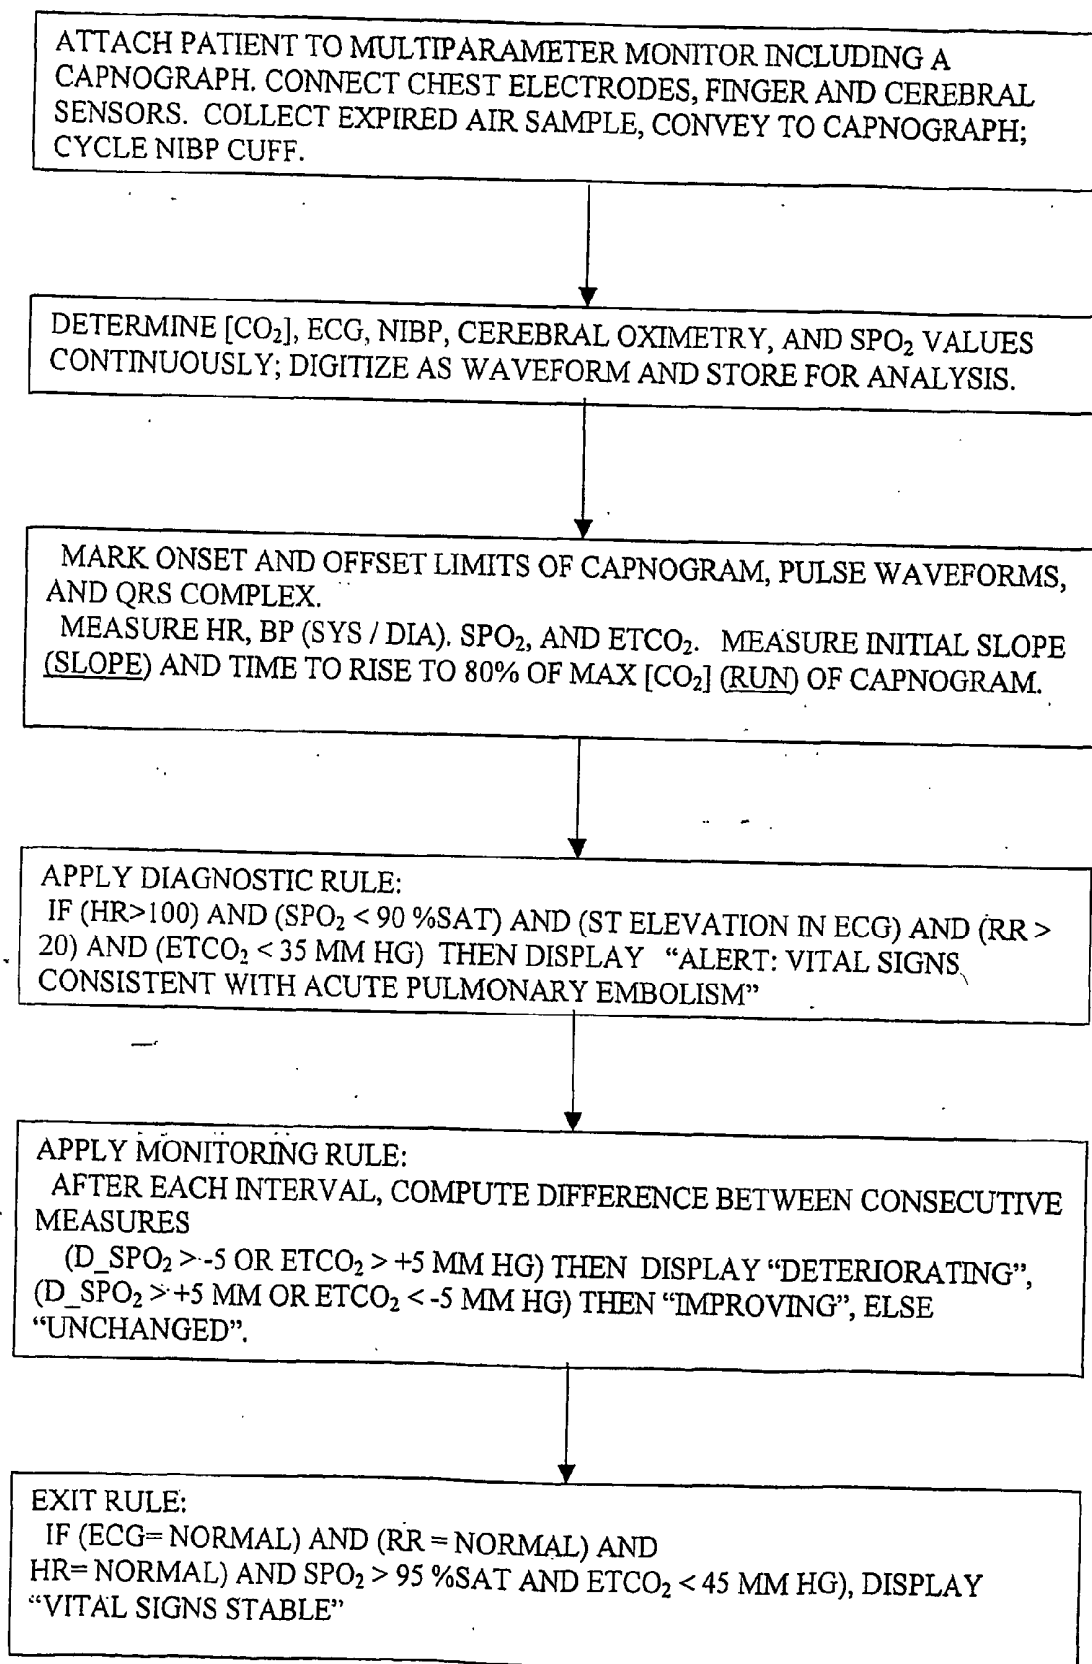 ATTACH PATIENT TO MULTIPARAMETER MONITOR INCLUDING A
CAPNOGRAPH. CONNECT CHEST ELECTRODES, FINGER AND CEREBRAL
SENSORS. COLLECT EXPIRED AIR SAMPLE, CONVEY TO CAPNOGRAPH;
CYCLE NIBP CUFF.
DETERMINE [CO₂], ECG, NIBP, CEREBRAL OXIMETRY, AND SPO₂ VALUES
CONTINUOUSLY; DIGITIZE AS WAVEFORM AND STORE FOR ANALYSIS.
MARK ONSET AND OFFSET LIMITS OF CAPNOGRAM, PULSE WAVEFORMS,
AND QRS COMPLEX.
MEASURE HR, BP (SYS / DIA). SPO₂, AND ETCO₂. MEASURE INITIAL SLOPE
(SLOPE) AND TIME TO RISE TO 80% OF MAX [CO₂] (RUN) OF CAPNOGRAM.
APPLY DIAGNOSTIC RULE:
IF (HR>100) AND (SPO₂ < 90 %SAT) AND (ST ELEVATION IN ECG) AND (RR >
20) AND (ETCO₂ < 35 MM HG) THEN DISPLAY "ALERT: VITAL SIGNS
CONSISTENT WITH ACUTE PULMONARY EMBOLISM"
APPLY MONITORING RULE:
AFTER EACH INTERVAL, COMPUTE DIFFERENCE BETWEEN CONSECUTIVE
MEASURES
(D_SPO₂ > -5 OR ETCO₂ > +5 MM HG) THEN DISPLAY "DETERIORATING",
(D_SPO₂ > +5 MM OR ETCO₂ < -5 MM HG) THEN "IMPROVING", ELSE
"UNCHANGED".
EXIT RULE:
IF (ECG= NORMAL) AND (RR = NORMAL) AND
HR= NORMAL) AND SPO₂ > 95 %SAT AND ETCO₂ < 45 MM HG), DISPLAY
"VITAL SIGNS STABLE"